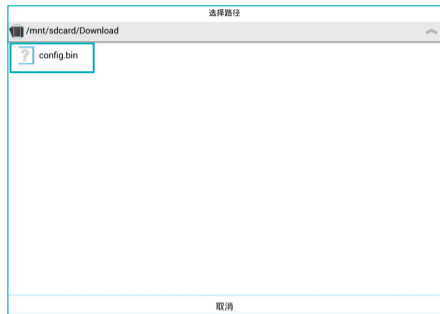 选择路径
/mnt/sdcard/Download
config.bin
取消